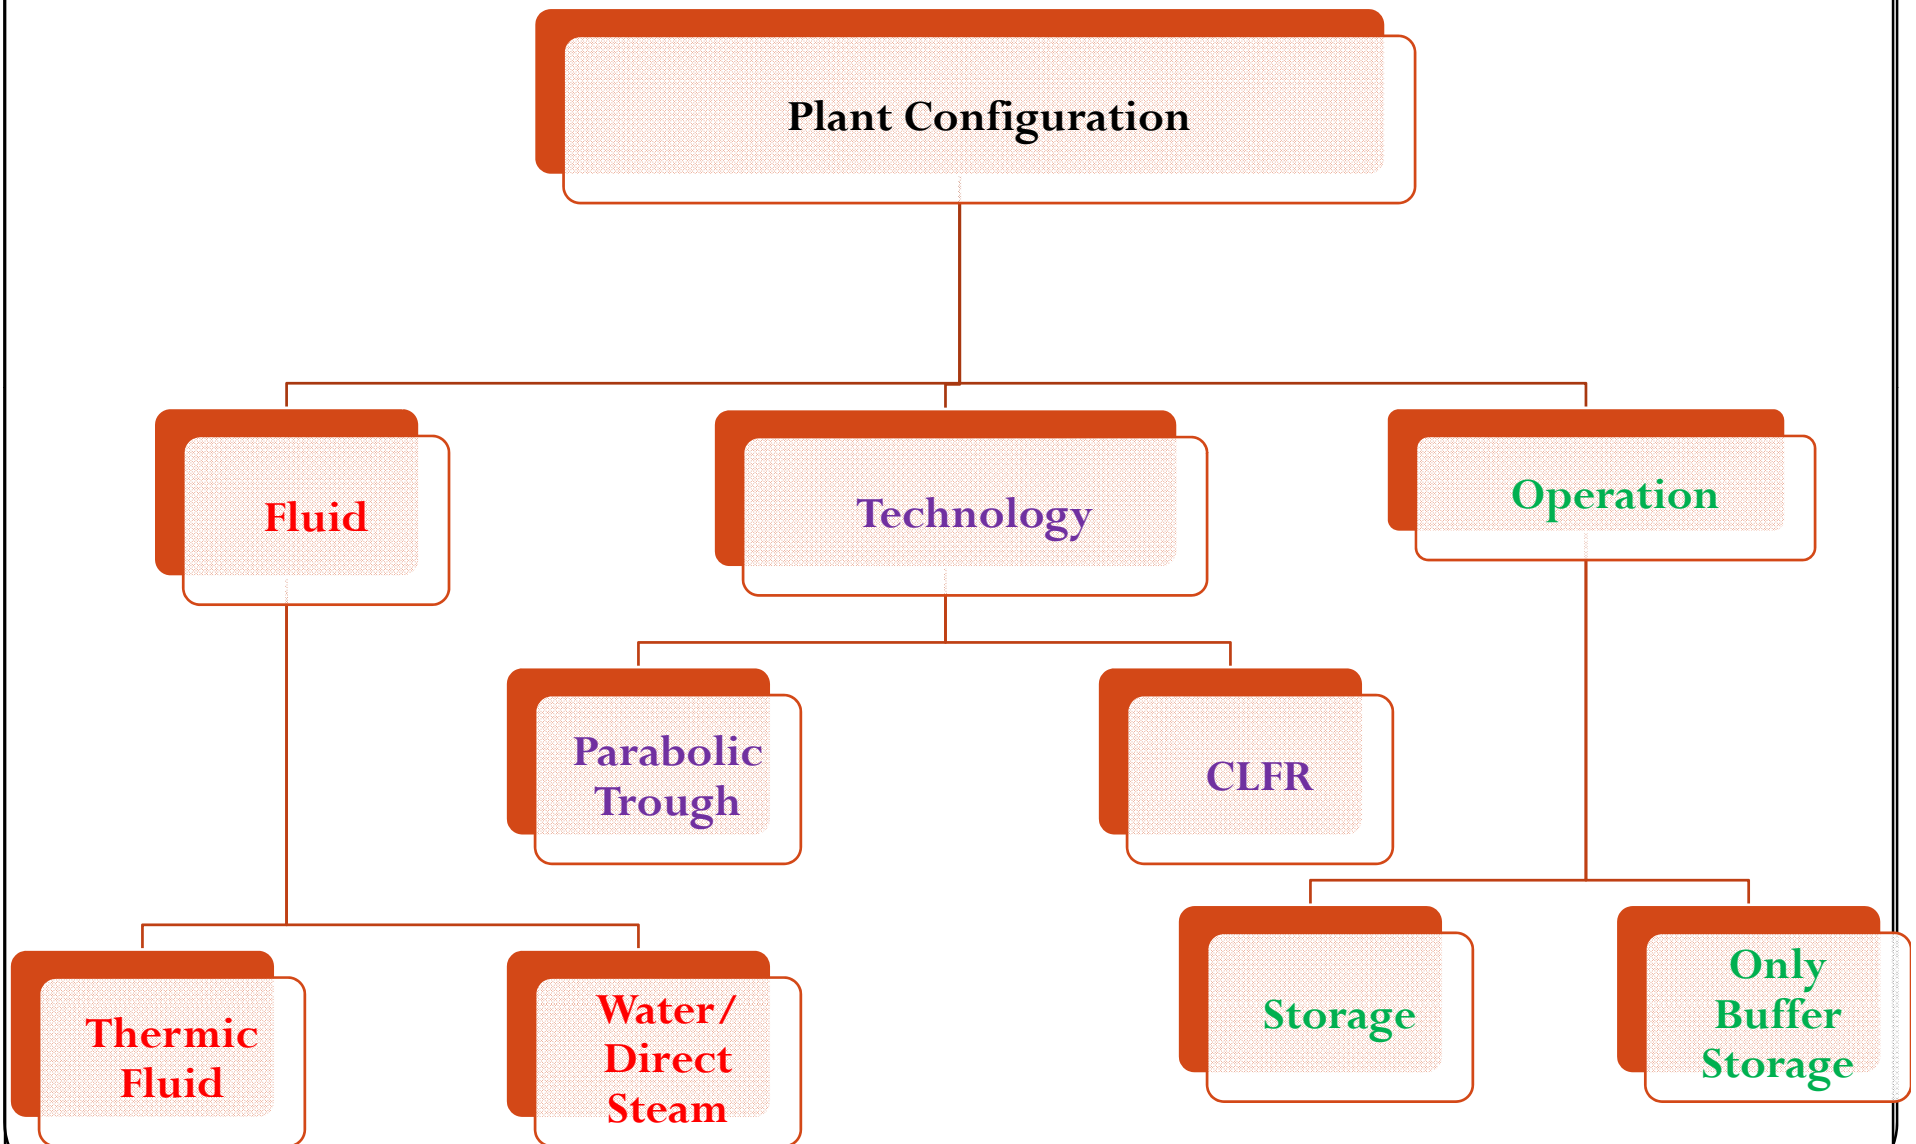 Plant Configuration
Fluid
Technology
Operation
Parabolic
Trough
CLFR
Thermic
Fluid
Water/
Direct
Steam
Storage
Only
Buffer
Storage